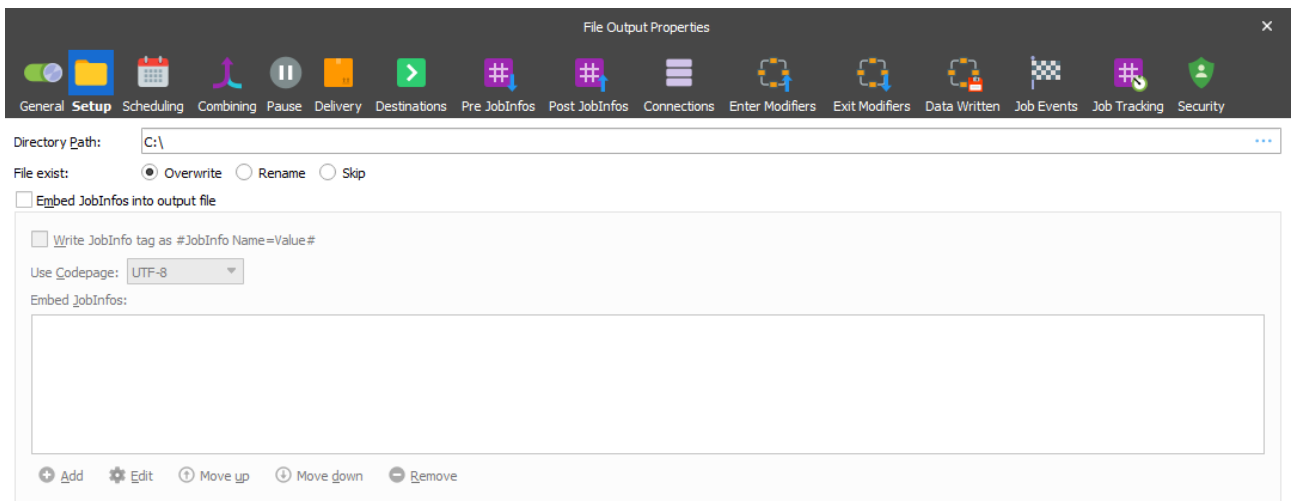 File Output Properties
General Setup Scheduling Combining Pause Delivery Destinations Pre JobInfos Post JobInfos Connections Enter Modifiers Exit Modifiers Data Written Job Events Job Tracking Security
Directory Path: C:\
File exist: Overwrite Rename Skip
Embed JobInfos into output file
Write JobInfo tag as #JobInfo Name=Value#
Use Codepage: UTF-8
Embed JobInfos:
Add Edit Move up Move down Remove